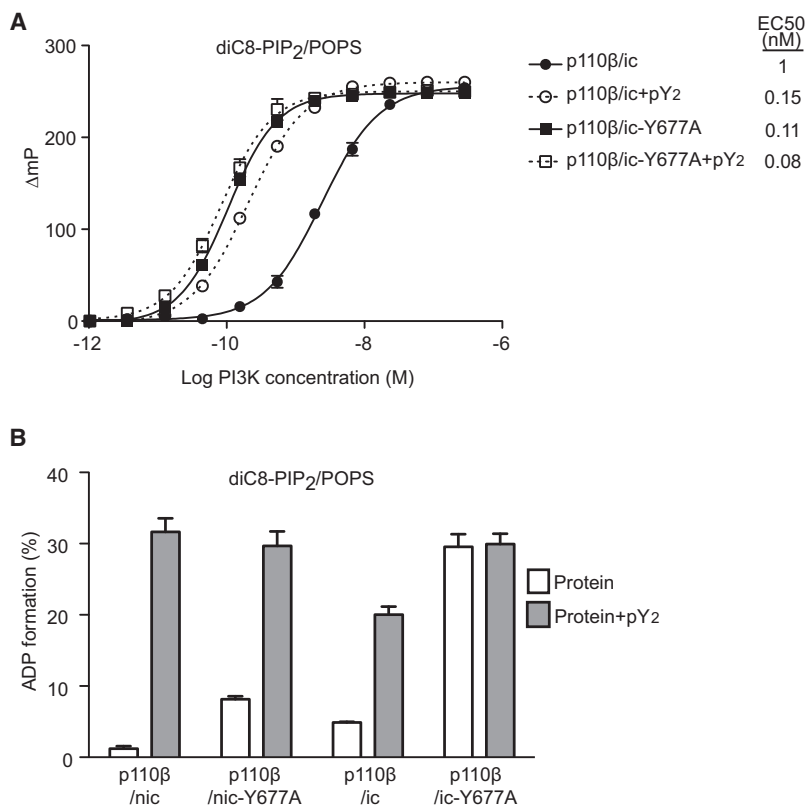 A
diC8-PIP2/POPS
300
200
100
0
ΔmP
-12 -10 -8 -6
Log PI3K concentration (M)
EC50
(nM)
p110β/ic 1
p110β/ic+pY2 0.15
p110β/ic-Y677A 0.11
p110β/ic-Y677A+pY2 0.08
B
diC8-PIP2/POPS
40
30
20
10
0
ADP formation (%)
Protein
Protein+pY2
p110β p110β p110β p110β
/nic /nic-Y677A /ic /ic-Y677A